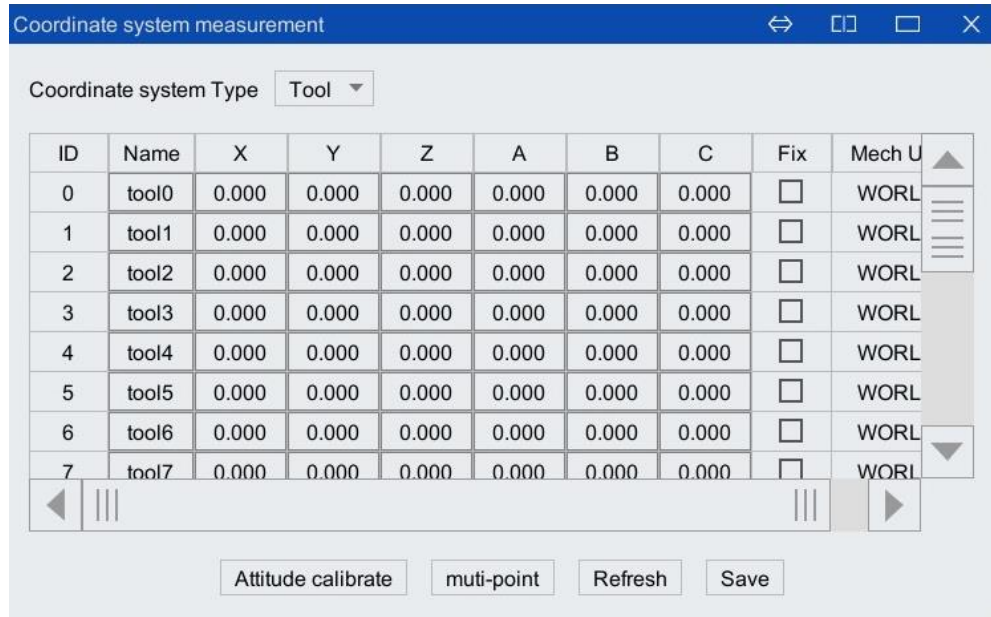 Coordinate system measurement
Coordinate system Type Tool
ID Name X Y Z A B C Fix Mech U
0 tool0 0.000 0.000 0.000 0.000 0.000 0.000 WORL
1 tool1 0.000 0.000 0.000 0.000 0.000 0.000 WORL
2 tool2 0.000 0.000 0.000 0.000 0.000 0.000 WORL
3 tool3 0.000 0.000 0.000 0.000 0.000 0.000 WORL
4 tool4 0.000 0.000 0.000 0.000 0.000 0.000 WORL
5 tool5 0.000 0.000 0.000 0.000 0.000 0.000 WORL
6 tool6 0.000 0.000 0.000 0.000 0.000 0.000 WORL
7 tool7 0.000 0.000 0.000 0.000 0.000 0.000 WORL
Attitude calibrate muti-point Refresh Save